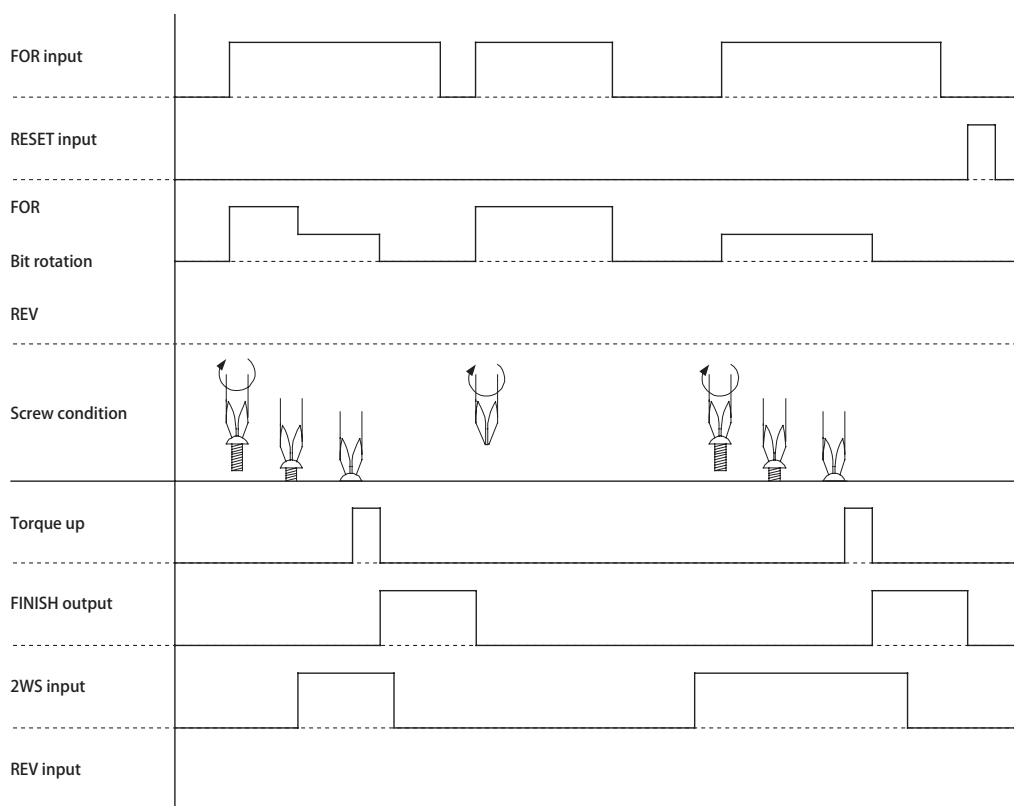 FOR input
RESET input
FOR
Bit rotation
REV
Screw condition
Torque up
FINISH output
2WS input
REV input